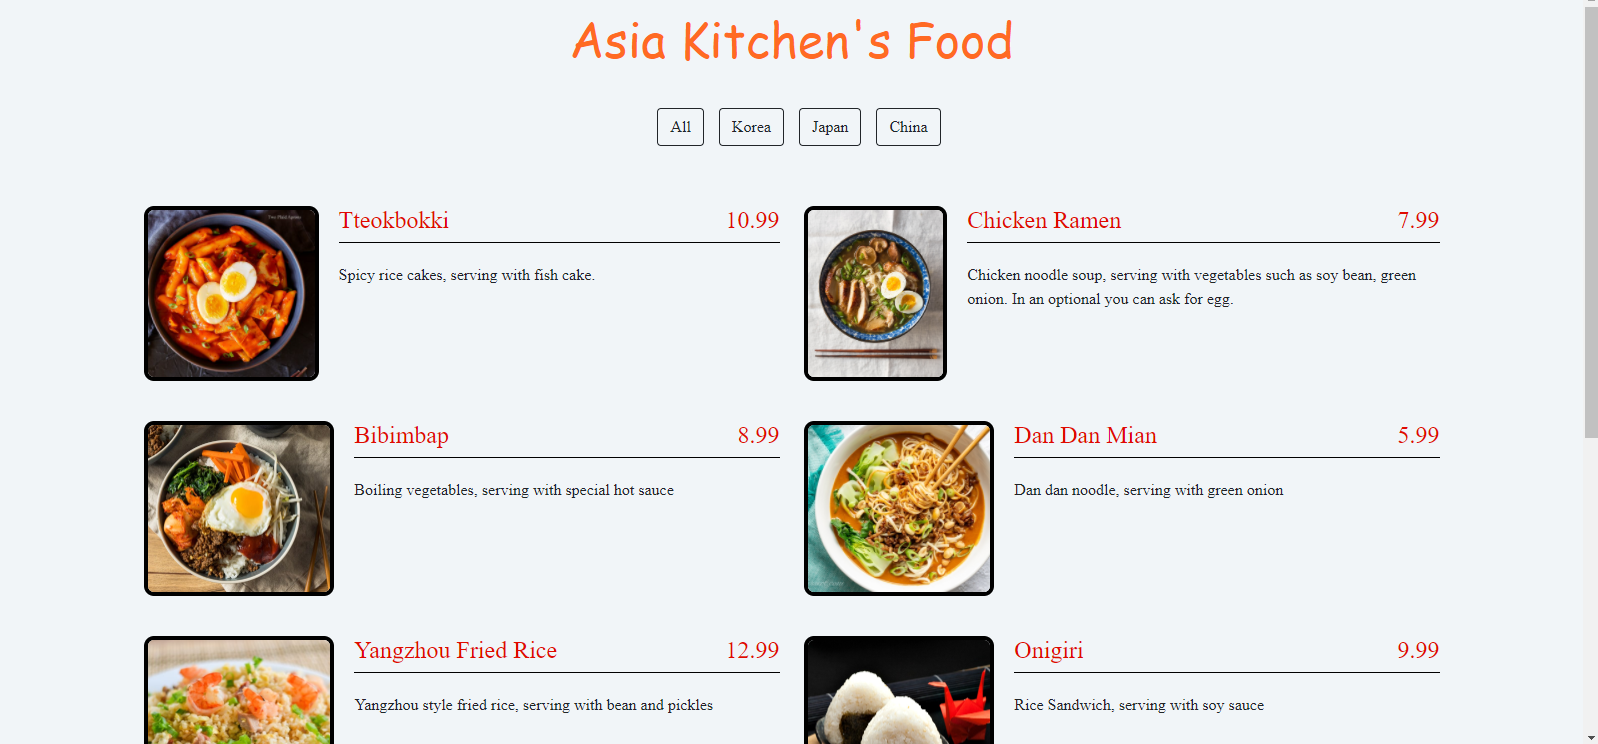 Asia Kitchen's Food
All
Korea
Japan
China
Tteokbokki 10.99
Spicy rice cakes, serving with fish cake.
Chicken Ramen 7.99
Chicken noodle soup, serving with vegetables such as soy bean, green
onion. In an optional you can ask for egg.
Bibimbap 8.99
Boiling vegetables, serving with special hot sauce
Dan Dan Mian 5.99
Dan dan noodle, serving with green onion
Yangzhou Fried Rice 12.99
Yangzhou style fried rice, serving with bean and pickles
Onigiri 9.99
Rice Sandwich, serving with soy sauce